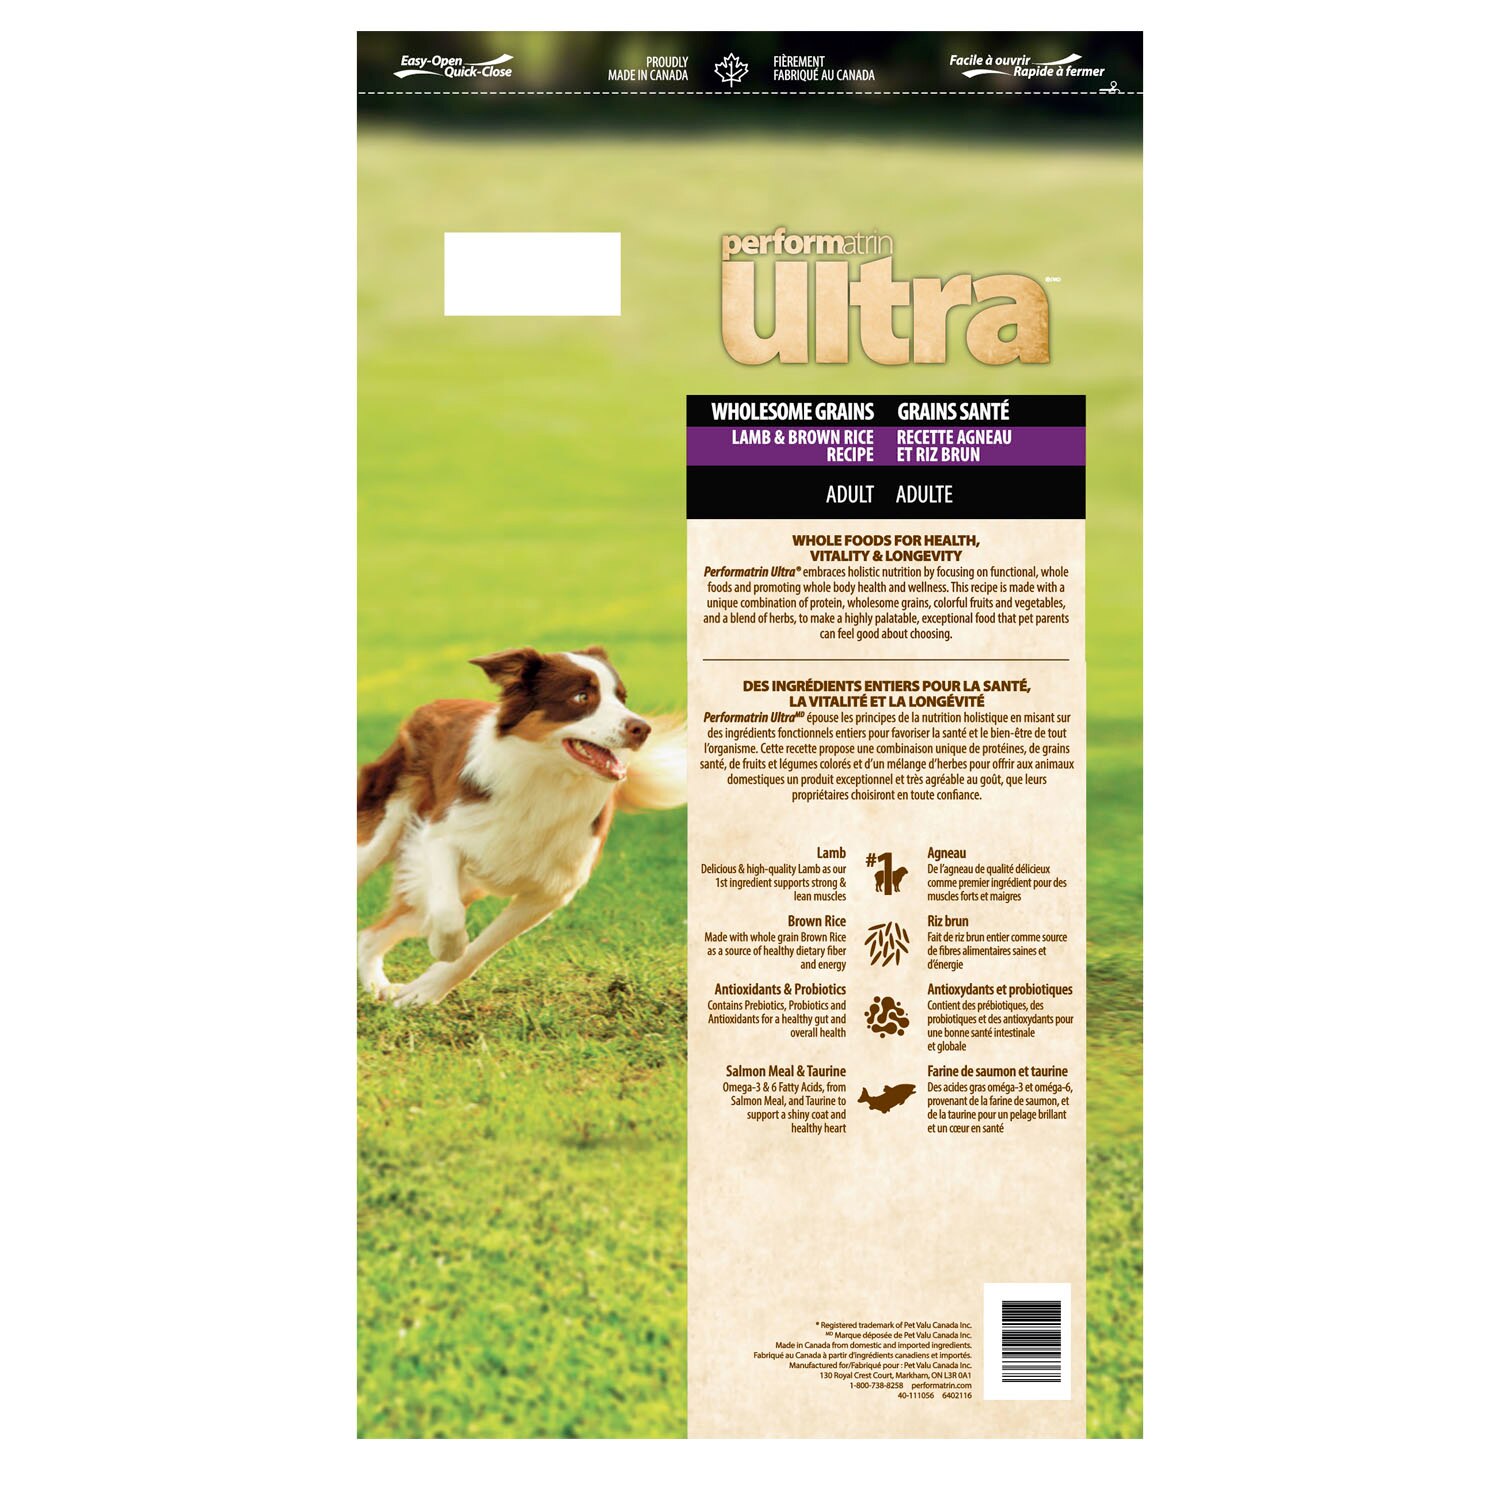 Easy-Open
Quick-Close
PROUDLY
MADE IN CANADA
FIÈREMENT
FABRIQUÉ AU CANADA
Facile à ouvrir
Rapide à fermer
performatrin
ultra
®/MD
WHOLESOME GRAINS
LAMB & BROWN RICE
RECIPE
ADULT
GRAINS SANTÉ
RECETTE AGNEAU
ET RIZ BRUN
ADULTE
WHOLE FOODS FOR HEALTH,
VITALITY & LONGEVITY
Performatrin Ultra® embraces holistic nutrition by focusing on functional, whole
foods and promoting whole body health and wellness. This recipe is made with a
unique combination of protein, wholesome grains, colorful fruits and vegetables,
and a blend of herbs, to make a highly palatable, exceptional food that pet parents
can feel good about choosing.
DES INGRÉDIENTS ENTIERS POUR LA SANTÉ,
LA VITALITÉ ET LA LONGÉVITÉ
Performatrin UltraMD épouse les principes de la nutrition holistique en misant sur
des ingrédients fonctionnels entiers pour favoriser la santé et le bien-être de tout
l'organisme. Cette recette propose une combinaison unique de protéines, de grains
santé, de fruits et légumes colorés et d'un mélange d'herbes pour offrir aux animaux
domestiques un produit exceptionnel et très agréable au goût, que leurs
propriétaires choisiront en toute confiance.
Lamb
Delicious & high-quality Lamb as our
1st ingredient supports strong &
lean muscles
#1
Agneau
De l'agneau de qualité délicieux
comme premier ingrédient pour des
muscles forts et maigres
Brown Rice
Made with whole grain Brown Rice
as a source of healthy dietary fiber
and energy
Riz brun
Fait de riz brun entier comme source
de fibres alimentaires saines et
d'énergie
Antioxidants & Probiotics
Contains Prebiotics, Probiotics and
Antioxidants for a healthy gut and
overall health
Antioxydants et probiotiques
Contient des prébiotiques, des
probiotiques et des antioxydants pour
une bonne santé intestinale
et globale
Salmon Meal & Taurine
Omega-3 & 6 Fatty Acids, from
Salmon Meal, and Taurine to
support a shiny coat and
healthy heart
Farine de saumon et taurine
Des acides gras oméga-3 et oméga-6,
provenant de la farine de saumon, et
de la taurine pour un pelage brillant
et un cœur en santé
® Registered trademark of Pet Valu Canada Inc.
MD Marque déposée de Pet Valu Canada Inc.
Made in Canada from domestic and imported ingredients.
Fabriqué au Canada à partir d'ingrédients canadiens et importés.
Manufactured for/Fabriqué pour : Pet Valu Canada Inc.
130 Royal Crest Court, Markham, ON L3R 0A1
1-800-738-8258 performatrin.com
40-111056 6402116